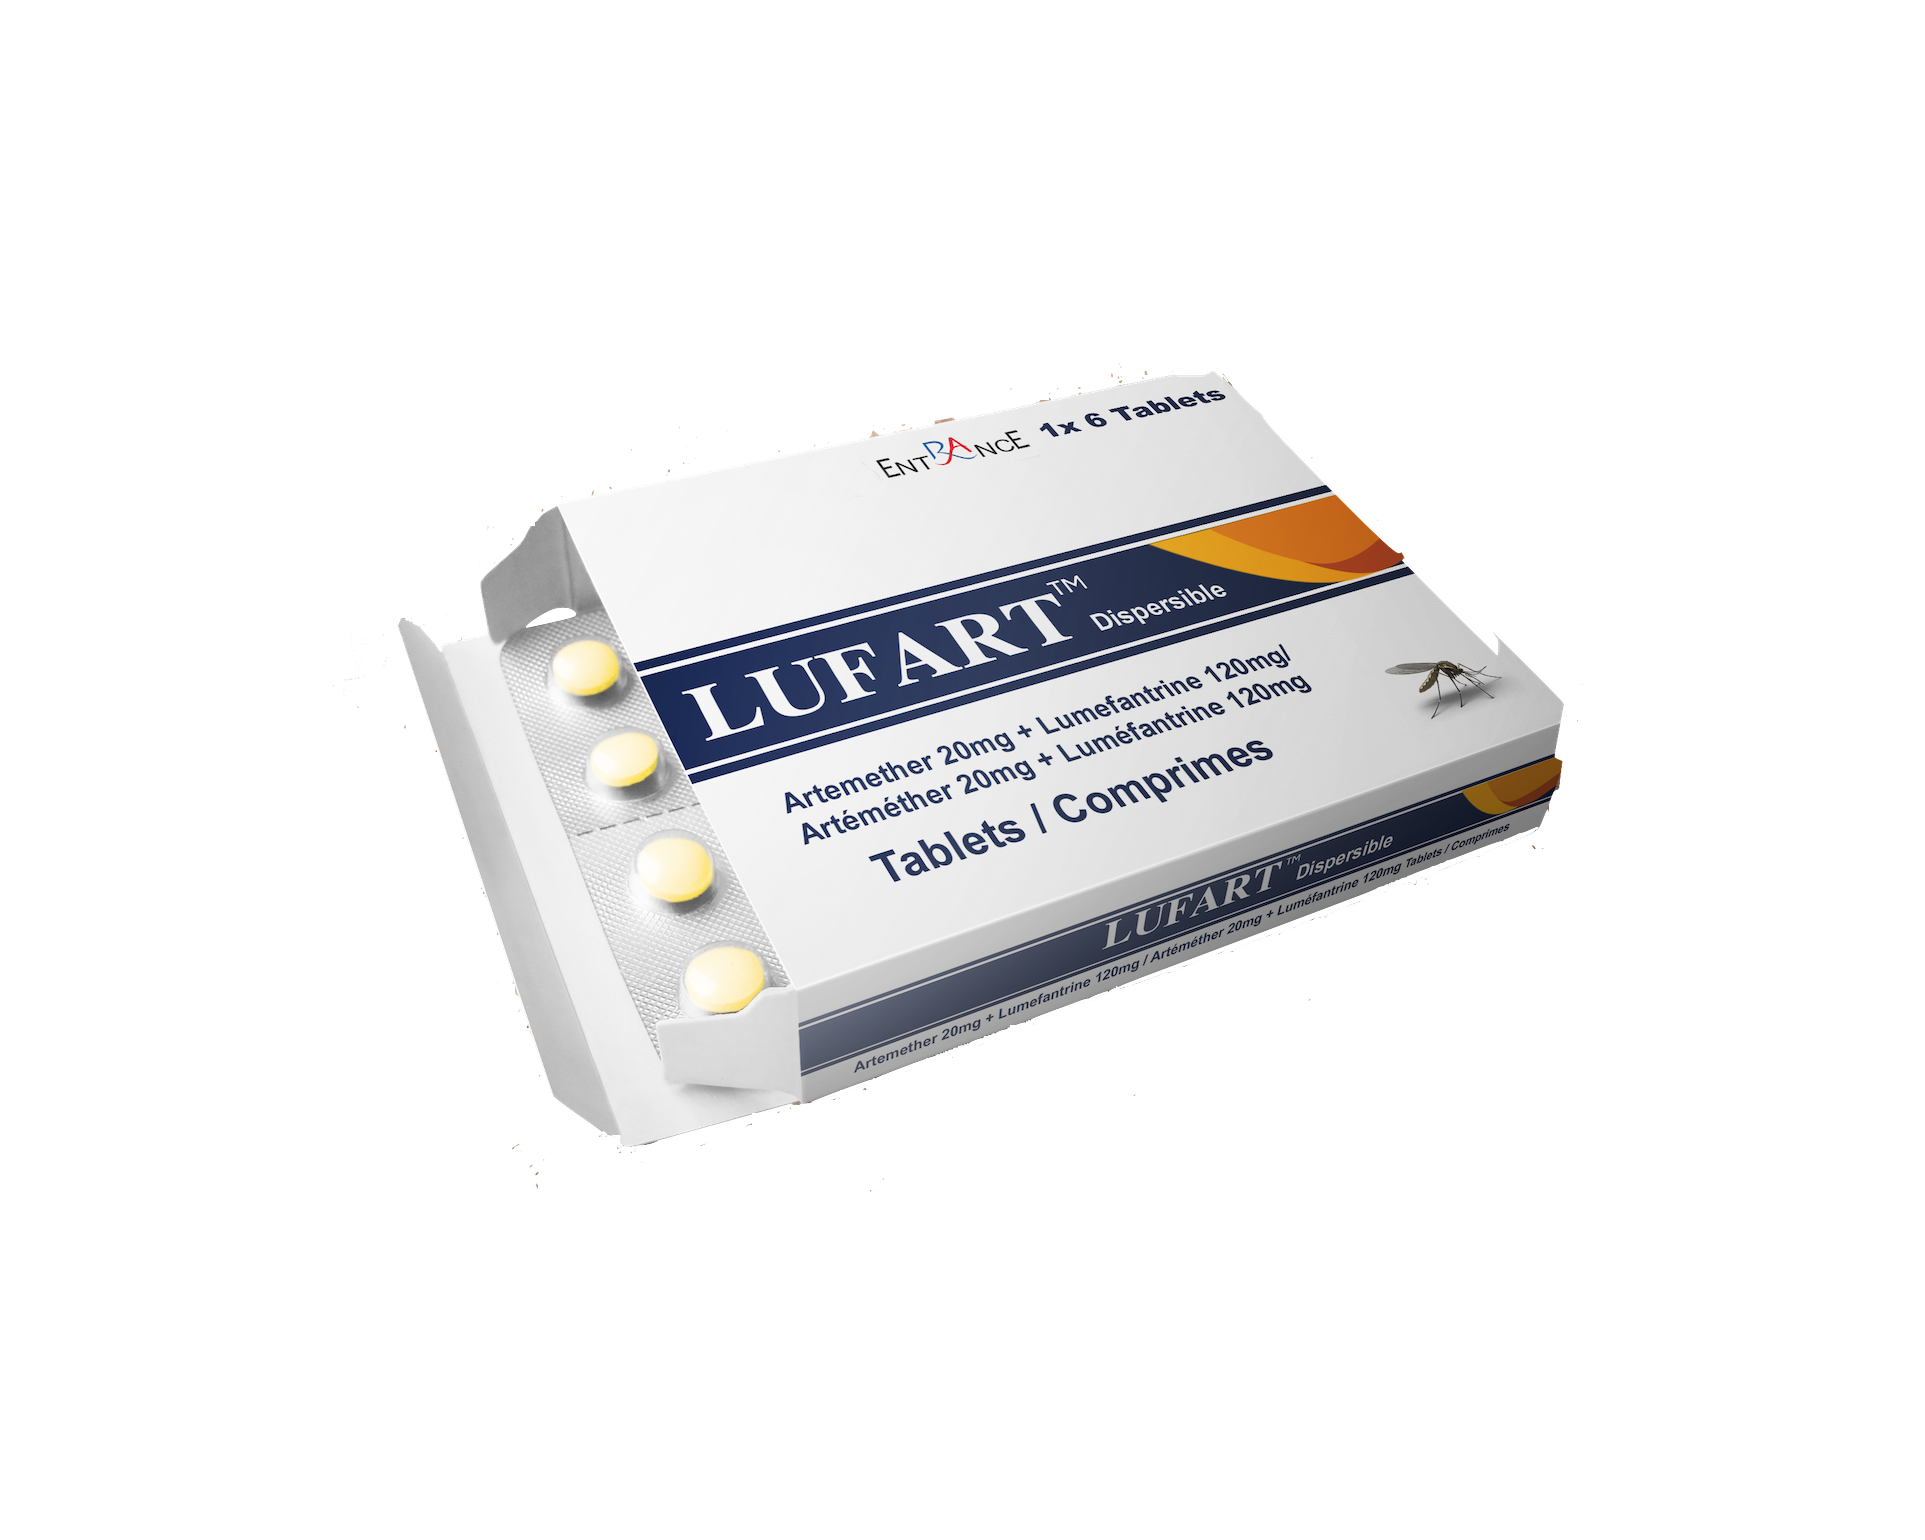 EntRAncE 1x 6 Tablets
LUFART™ Dispersible
Artemether 20mg + Lumefantrine 120mg/
Artéméther 20mg + Luméfantrine 120mg
Tablets / Comprimes
LUFART™ Dispersible
Artemether 20mg + Lumefantrine 120mg / Artéméther 20mg + Luméfantrine 120mg Tablets / Comprimes